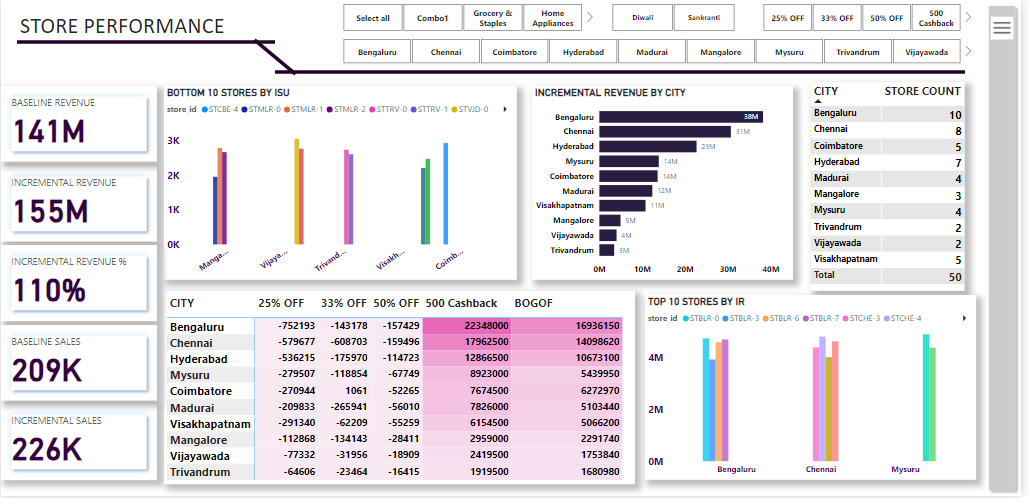 STORE PERFORMANCE
Select all
Combo1
Grocery & Staples
Home Appliances
Diwali
Sankranti
25% OFF
33% OFF
50% OFF
500 Cashback
Bengaluru
Chennai
Coimbatore
Hyderabad
Madurai
Mangalore
Mysuru
Trivandrum
Vijayawada
BASELINE REVENUE
141M
INCREMENTAL REVENUE
155M
INCREMENTAL REVENUE %
110%
BASELINE SALES
209K
INCREMENTAL SALES
226K
BOTTOM 10 STORES BY ISU
store id STCBE-4 STMLR-0 STMLR-1 STMLR-2 STTRV-0 STTRV-1 STVJD-0
3K
2K
1K
0K
Manga...
Vijaya...
Trivand...
Visakh...
Coimb...
INCREMENTAL REVENUE BY CITY
Bengaluru 38M
Chennai 31M
Hyderabad 23M
Mysuru 14M
Coimbatore 14M
Madurai 12M
Visakhapatnam 11M
Mangalore 5M
Vijayawada 4M
Trivandrum 3M
0M 10M 20M 30M 40M
CITY STORE COUNT
Bengaluru 10
Chennai 8
Coimbatore 5
Hyderabad 7
Madurai 4
Mangalore 3
Mysuru 4
Trivandrum 2
Vijayawada 2
Visakhapatnam 5
Total 50
CITY 25% OFF 33% OFF 50% OFF 500 Cashback BOGOF
Bengaluru -752193 -143178 -157429 22348000 16936150
Chennai -579677 -608703 -159496 17962500 14098620
Hyderabad -536215 -175970 -114723 12866500 10673100
Mysuru -279507 -118854 -67749 8923000 5439950
Coimbatore -270944 1061 -52265 7674500 6272970
Madurai -209833 -265941 -56010 7826000 5103440
Visakhapatnam -291340 -62209 -55259 6154500 5066200
Mangalore -112868 -134143 -28411 2959000 2291740
Vijayawada -77332 -31956 -18909 2419500 1753840
Trivandrum -64606 -23464 -16415 1919500 1680980
TOP 10 STORES BY IR
store id STBLR-0 STBLR-3 STBLR-6 STBLR-7 STCHE-3 STCHE-4
4M
2M
0M
Bengaluru
Chennai
Mysuru